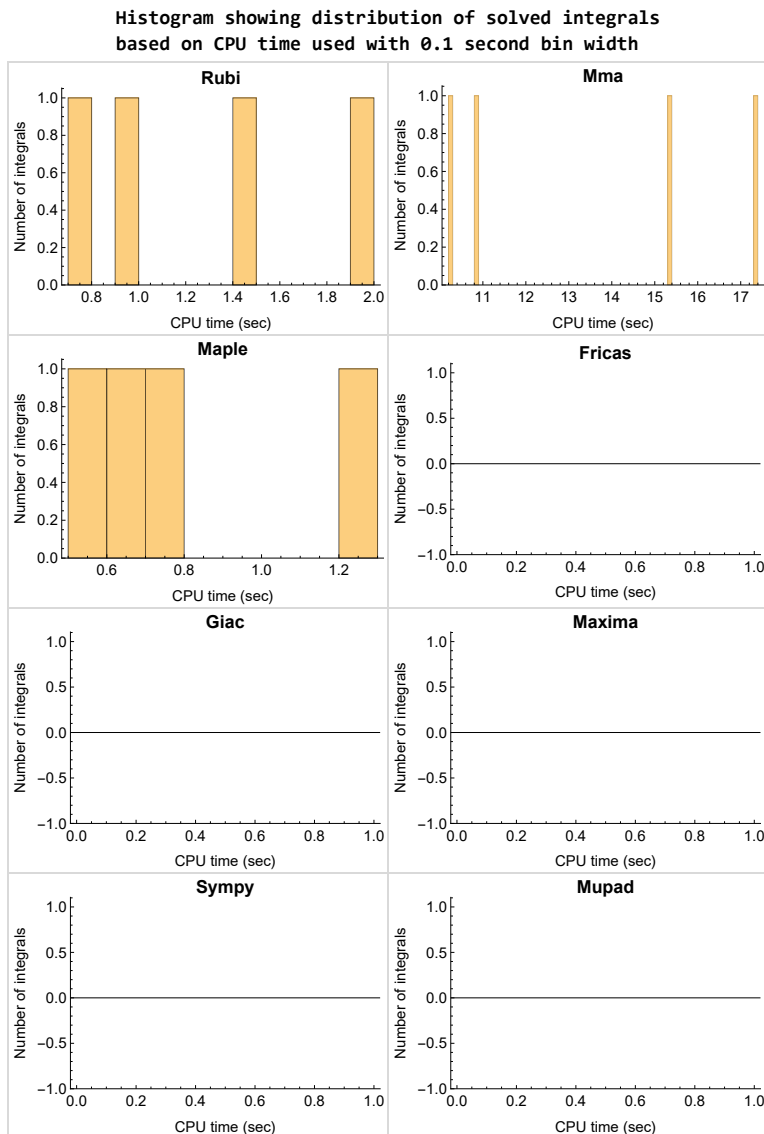 Histogram showing distribution of solved integrals
based on CPU time used with 0.1 second bin width
Rubi
Number of integrals
1.0
0.8
0.6
0.4
0.2
0.0
0.8 1.0 1.2 1.4 1.6 1.8 2.0
CPU time (sec)
Mma
Number of integrals
1.0
0.8
0.6
0.4
0.2
0.0
11 12 13 14 15 16 17
CPU time (sec)
Maple
Number of integrals
1.0
0.8
0.6
0.4
0.2
0.0
0.6 0.8 1.0 1.2
CPU time (sec)
Fricas
Number of integrals
1.0
0.5
0.0
−0.5
−1.0
0.0 0.2 0.4 0.6 0.8 1.0
CPU time (sec)
Giac
Number of integrals
1.0
0.5
0.0
−0.5
−1.0
0.0 0.2 0.4 0.6 0.8 1.0
CPU time (sec)
Maxima
Number of integrals
1.0
0.5
0.0
−0.5
−1.0
0.0 0.2 0.4 0.6 0.8 1.0
CPU time (sec)
Sympy
Number of integrals
1.0
0.5
0.0
−0.5
−1.0
0.0 0.2 0.4 0.6 0.8 1.0
CPU time (sec)
Mupad
Number of integrals
1.0
0.5
0.0
−0.5
−1.0
0.0 0.2 0.4 0.6 0.8 1.0
CPU time (sec)